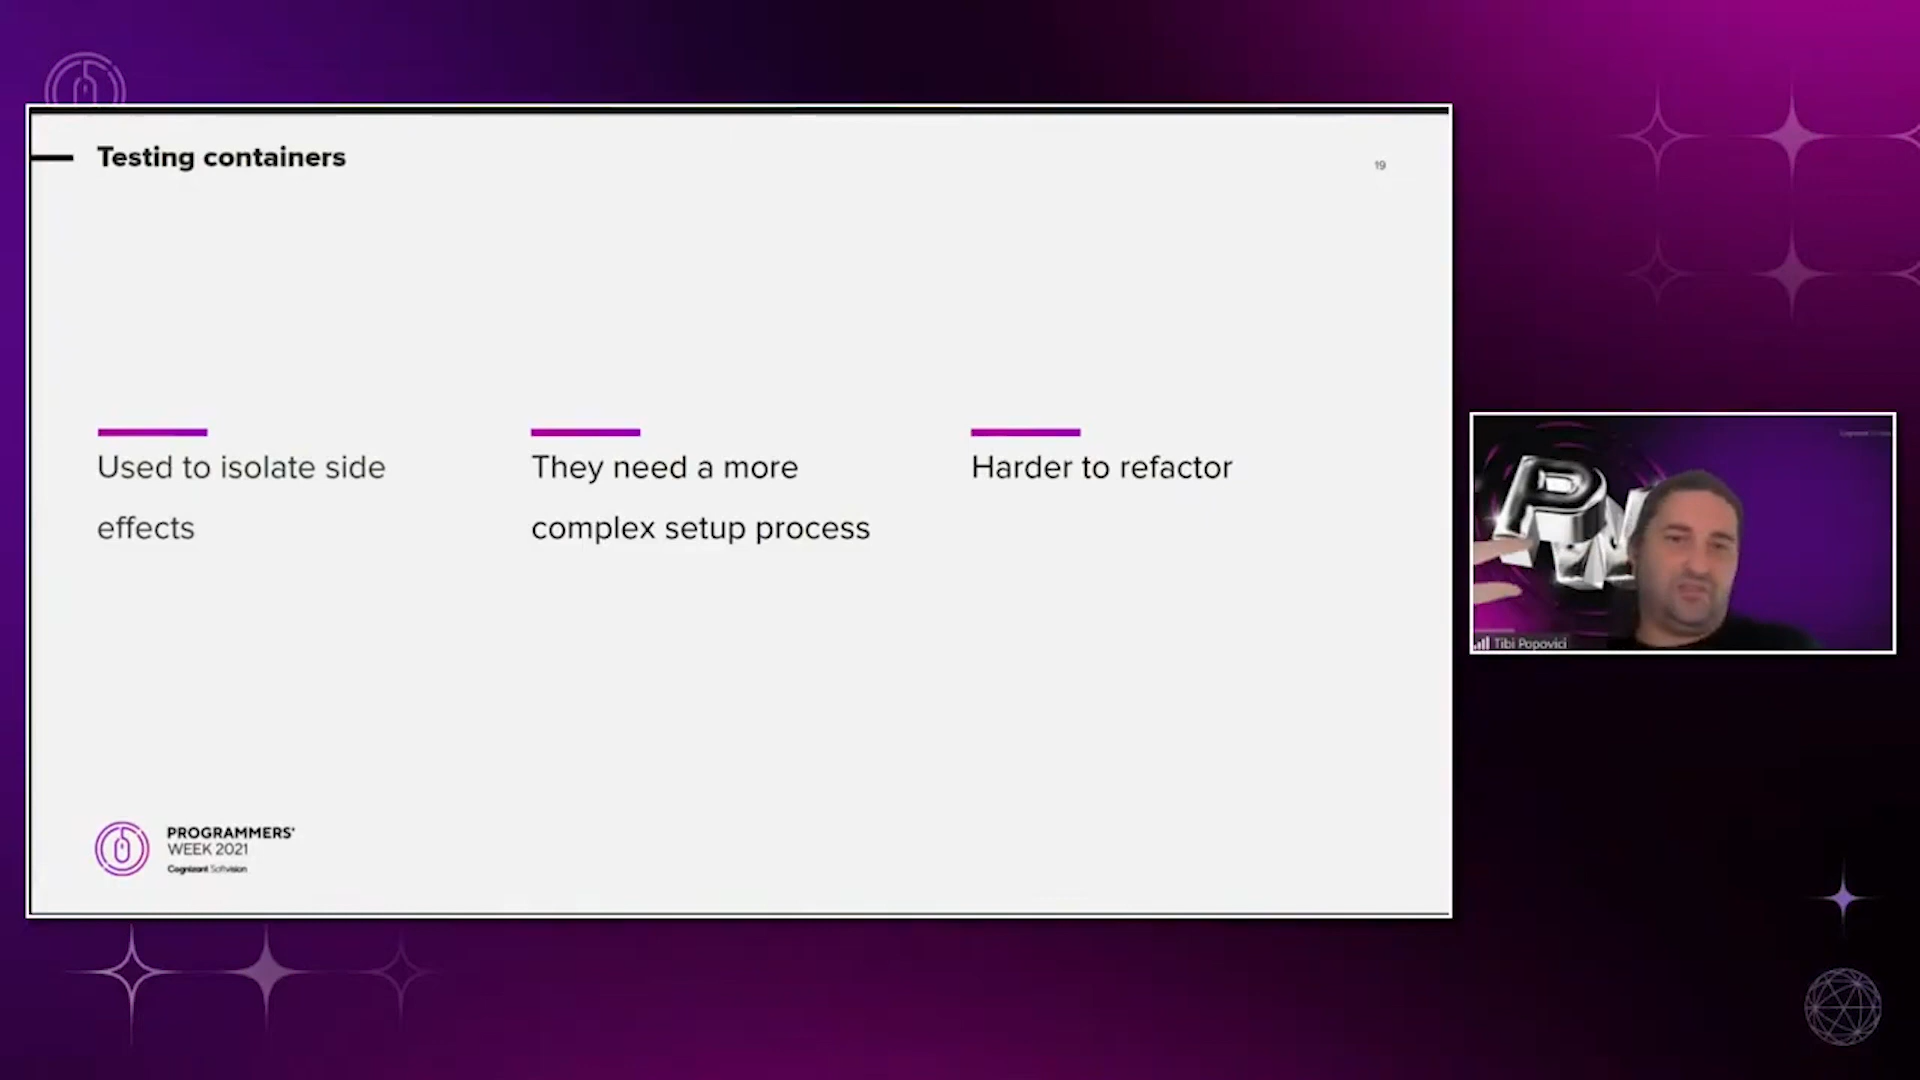 Testing containers
19
Used to isolate side
effects
They need a more
complex setup process
Harder to refactor
PROGRAMMERS'
WEEK 2021
Cognizant Softvision
Tibi Popovici